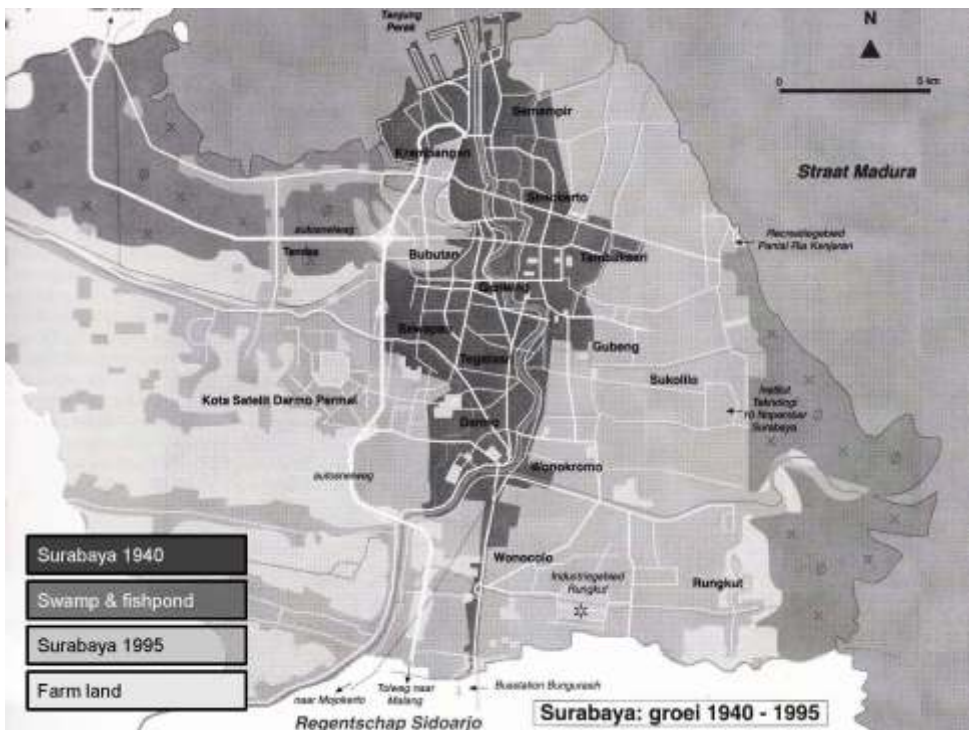 Tanjung
Perak
N
0
5 km
Semampir
Krembangan
Straat Madura
Simokerto
Recreatiegebied
Pantai Ria Kenjeran
autosnelweg
Tandes
Bubutan
Tambaksari
Genteng
Sawahan
Gubeng
Tegalsari
Sukolilo
Kota Satelit Darmo Permai
Institut
Teknologi
10 Nopember
Surabaya
Darmo
Wonokromo
autosnelweg
Surabaya 1940
Wonocolo
Industriegebied
Rungkut
Rungkut
Swamp & fishpond
Surabaya 1995
Farm land
naar Mojokerto
Tolweg naar
Malang
Busstation Bungurasih
Regentschap Sidoarjo
Surabaya: groei 1940 - 1995